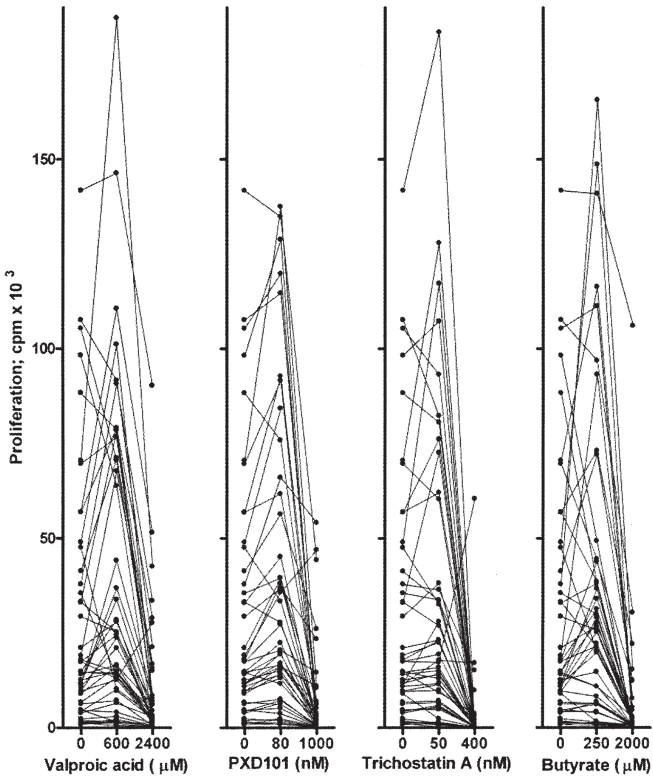 Proliferation; cpm x 10 3
150
100
50
0
0 600 2400
Valproic acid ( μM)
0 80 1000
PXD101 (nM)
0 50 400
Trichostatin A (nM)
0 250 2000
Butyrate ( μM)